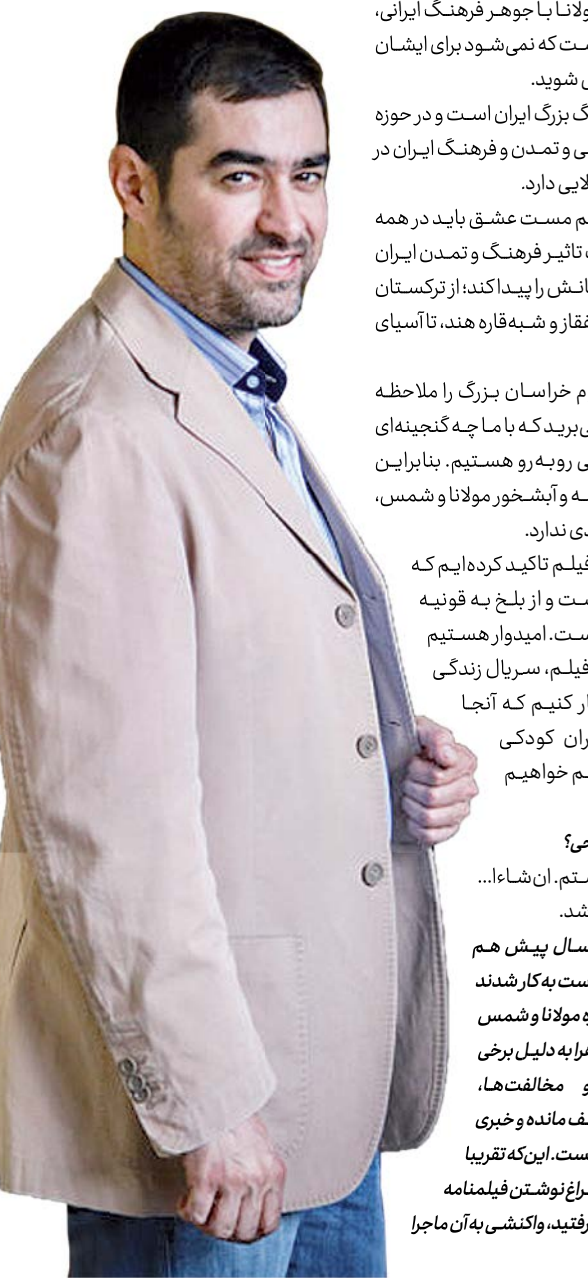 ولانا با جوهر فرهنگ ایرانی،
ست که نمی‌شود برای ایشان
ی شوید.
گ بزرگ ایران است و در حوزه
ی و تمدن و فرهنگ ایران در
لایی دارد.
م مست عشق باید در همه
تاثیر فرهنگ و تمدن ایران
انش را پیدا کند؛ از ترکستان
فقاز و شبه‌قاره هند، تا آسیای
م خراسان بزرگ را ملاحظه
ی‌برید که با ما چه گنجینه‌ای
ی روبه‌رو هستیم. بنابراین
ه و آبشخور مولانا و شمس،
دی ندارد.
فیلم تاکید کرده‌ایم که
ست و از بلخ به قونیه
ست. امیدوار هستیم
فیلم، سریال زندگی
ار کنیم که آنجا
ران کودکی
م خواهیم
حی؟
ستم. ان‌شاءا...
شد.
سال پیش هم
ست به کار شدند
ه مولانا و شمس
را به دلیل برخی
و مخالفت‌ها،
ف مانده و خبری
ست. این‌که تقریبا
راغ نوشتن فیلمنامه
رفتید، واکنشی به آن ماجرا